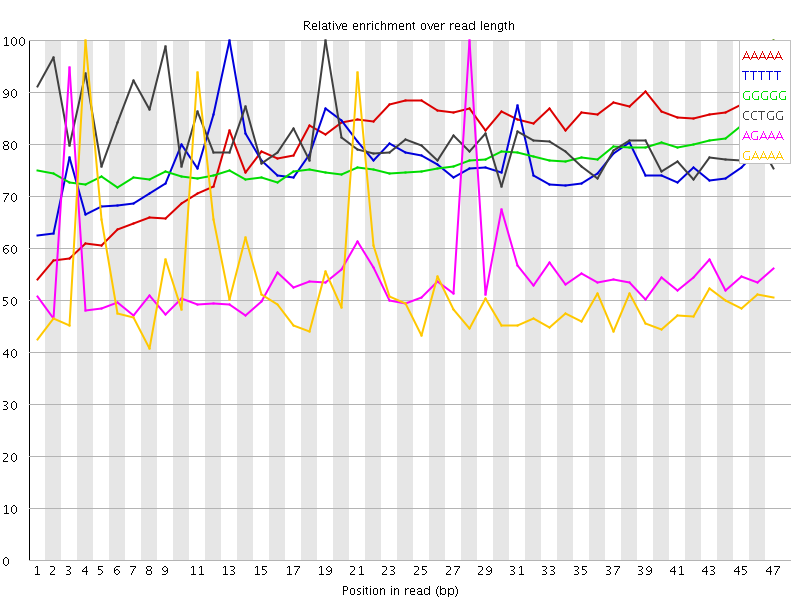 Relative enrichment over read length
100
90
80
70
60
50
40
30
20
10
0
AAAAA
TTTTT
GGGGG
CCTGG
AGAAA
GAAAA
1 2 3 4 5 6 7 8 9 11 13 15 17 19 21 23 25 27 29 31 33 35 37 39 41 43 45 47
Position in read (bp)